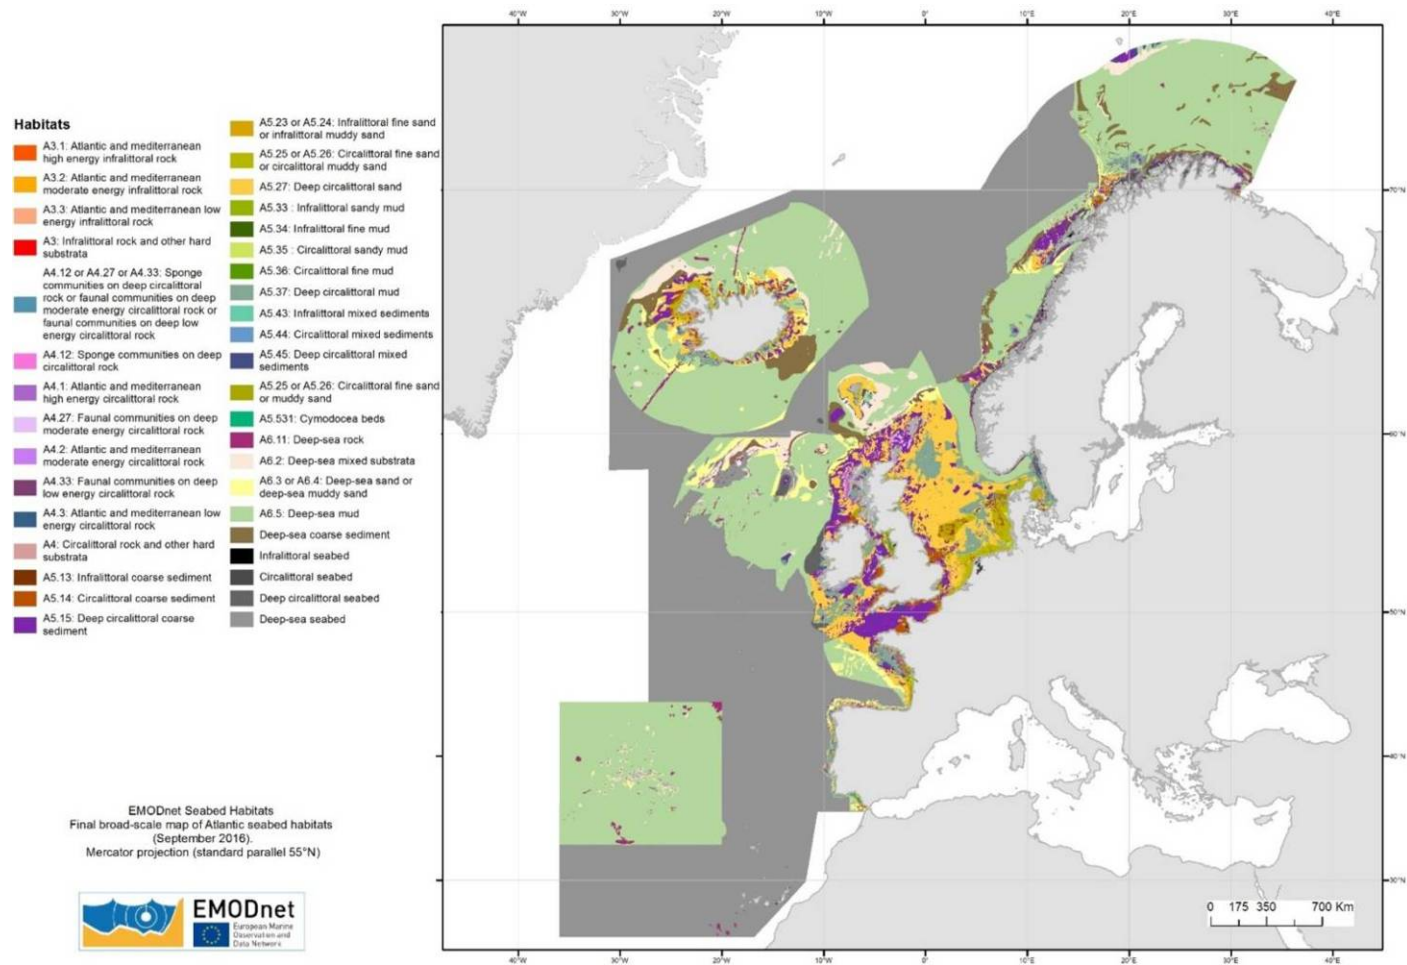 40°W 30°W 20°W 10°W 0° 10°E 20°E 30°E 40°E
Habitats
A3.1: Atlantic and mediterranean
high energy infralittoral rock
A3.2: Atlantic and mediterranean
moderate energy infralittoral rock
A3.3: Atlantic and mediterranean low
energy infralittoral rock
A3: Infralittoral rock and other hard
substrata
A4.12 or A4.27 or A4.33: Sponge
communities on deep circalittoral
rock or faunal communities on deep
moderate energy circalittoral rock or
faunal communities on deep low
energy circalittoral rock
A4.12: Sponge communities on deep
circalittoral rock
A4.1: Atlantic and mediterranean
high energy circalittoral rock
A4.27: Faunal communities on deep
moderate energy circalittoral rock
A4.2: Atlantic and mediterranean
moderate energy circalittoral rock
A4.33: Faunal communities on deep
low energy circalittoral rock
A4.3: Atlantic and mediterranean low
energy circalittoral rock
A4: Circalittoral rock and other hard
substrata
A5.13: Infralittoral coarse sediment
A5.14: Circalittoral coarse sediment
A5.15: Deep circalittoral coarse
sediment
A5.23 or A5.24: Infralittoral fine sand
or infralittoral muddy sand
A5.25 or A5.26: Circalittoral fine sand
or circalittoral muddy sand
A5.27: Deep circalittoral sand
A5.33 : Infralittoral sandy mud
A5.34: Infralittoral fine mud
A5.35 : Circalittoral sandy mud
A5.36: Circalittoral fine mud
A5.37: Deep circalittoral mud
A5.43: Infralittoral mixed sediments
A5.44: Circalittoral mixed sediments
A5.45: Deep circalittoral mixed
sediments
A5.25 or A5.26: Circalittoral fine sand
or muddy sand
A5.531: Cymodocea beds
A6.11: Deep-sea rock
A6.2: Deep-sea mixed substrata
A6.3 or A6.4: Deep-sea sand or
deep-sea muddy sand
A6.5: Deep-sea mud
Deep-sea coarse sediment
Infralittoral seabed
Circalittoral seabed
Deep circalittoral seabed
Deep-sea seabed
70°N
60°N
50°N
40°N
30°N
EMODnet Seabed Habitats
Final broad-scale map of Atlantic seabed habitats
(September 2016).
Mercator projection (standard parallel 55°N)
EMODnet
European Marine
Observation and
Data Network
0 175 350 700 Km
40°W 30°W 20°W 10°W 0° 10°E 20°E 30°E 40°E